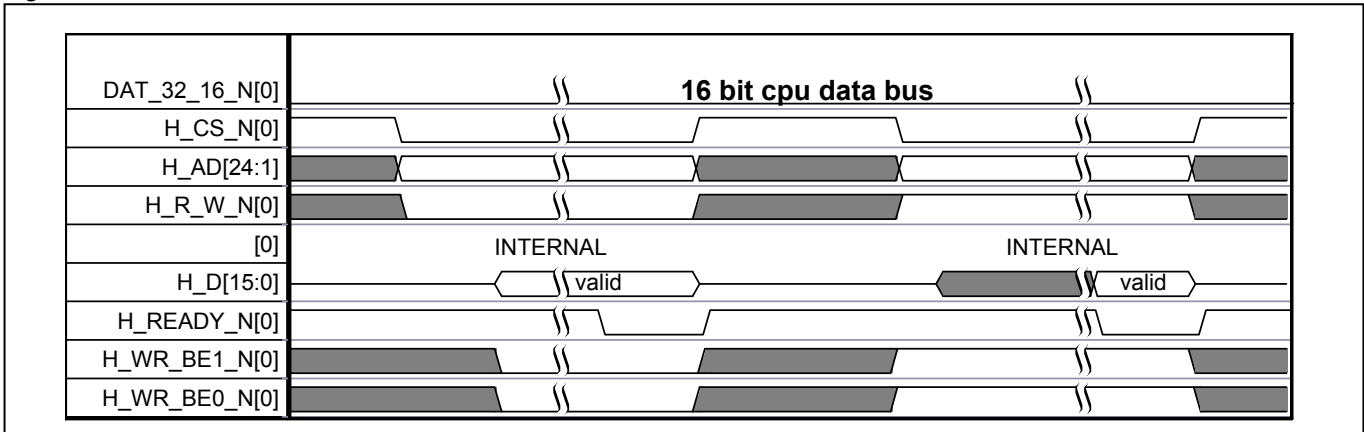 DAT_32_16_N[0] 16 bit cpu data bus
H_CS_N[0]
H_AD[24:1]
H_R_W_N[0]
[0] INTERNAL INTERNAL
H_D[15:0] valid valid
H_READY_N[0]
H_WR_BE1_N[0]
H_WR_BE0_N[0]